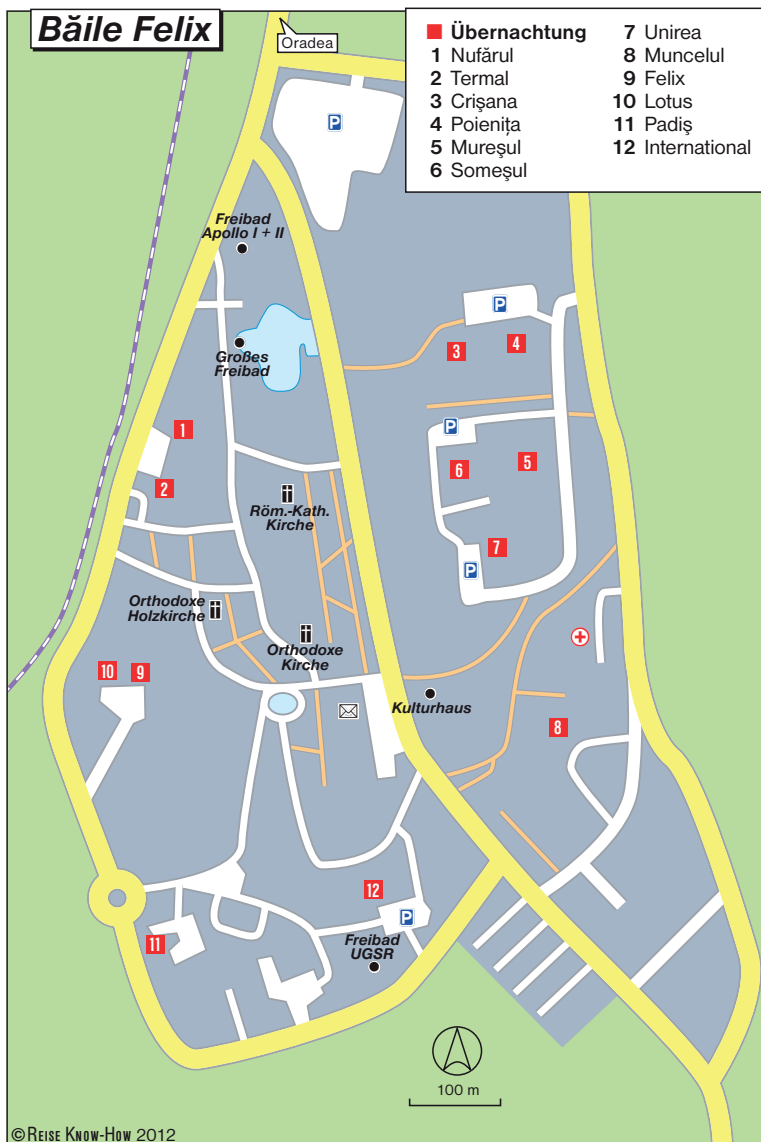 Băile Felix
Oradea
Übernachtung
1 Nufărul
2 Termal
3 Crişana
4 Poieniţa
5 Mureşul
6 Someşul
7 Unirea
8 Muncelul
9 Felix
10 Lotus
11 Padiş
12 International
P
Freibad
Apollo I + II
P
Großes
Freibad
3
4
1
P
2
6
5
Röm.-Kath.
Kirche
7
P
Orthodoxe
Holzkirche
Orthodoxe
Kirche
10
9
Kulturhaus
8
12
P
11
Freibad
UGSR
100 m
©REISE KNOW-HOW 2012